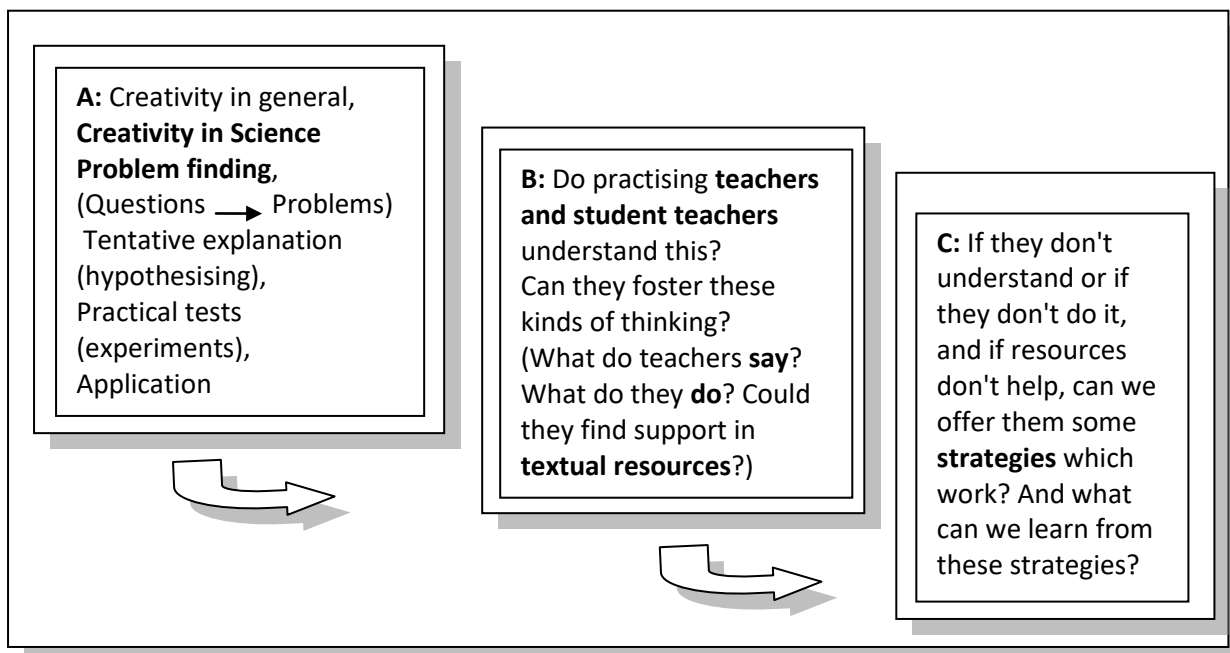 A: Creativity in general,
Creativity in Science
Problem finding,
(Questions → Problems)
Tentative explanation
(hypothesising),
Practical tests
(experiments),
Application
B: Do practising teachers
and student teachers
understand this?
Can they foster these
kinds of thinking?
(What do teachers say?
What do they do? Could
they find support in
textual resources?)
C: If they don't
understand or if
they don't do it,
and if resources
don't help, can we
offer them some
strategies which
work? And what
can we learn from
these strategies?